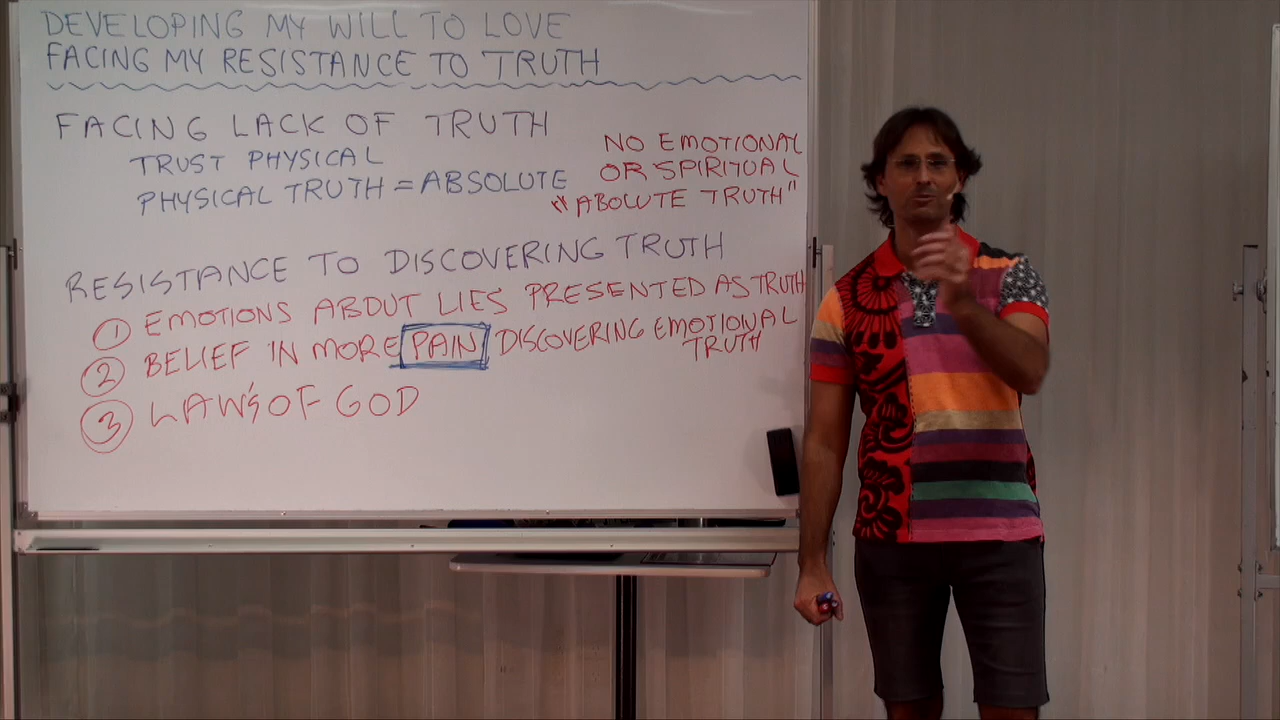 DEVELOPING MY WILL TO LOVE
FACING MY RESISTANCE TO TRUTH
FACING LACK OF TRUTH
TRUST PHYSICAL
PHYSICAL TRUTH = ABSOLUTE
NO EMOTIONAL
OR SPIRITUAL
"ABOLUTE TRUTH"
RESISTANCE TO DISCOVERING TRUTH
① EMOTIONS ABOUT LIES PRESENTED AS TRUTH
② BELIEF IN MORE PAIN DISCOVERING EMOTIONAL
TRUTH
③ LAW'S OF GOD